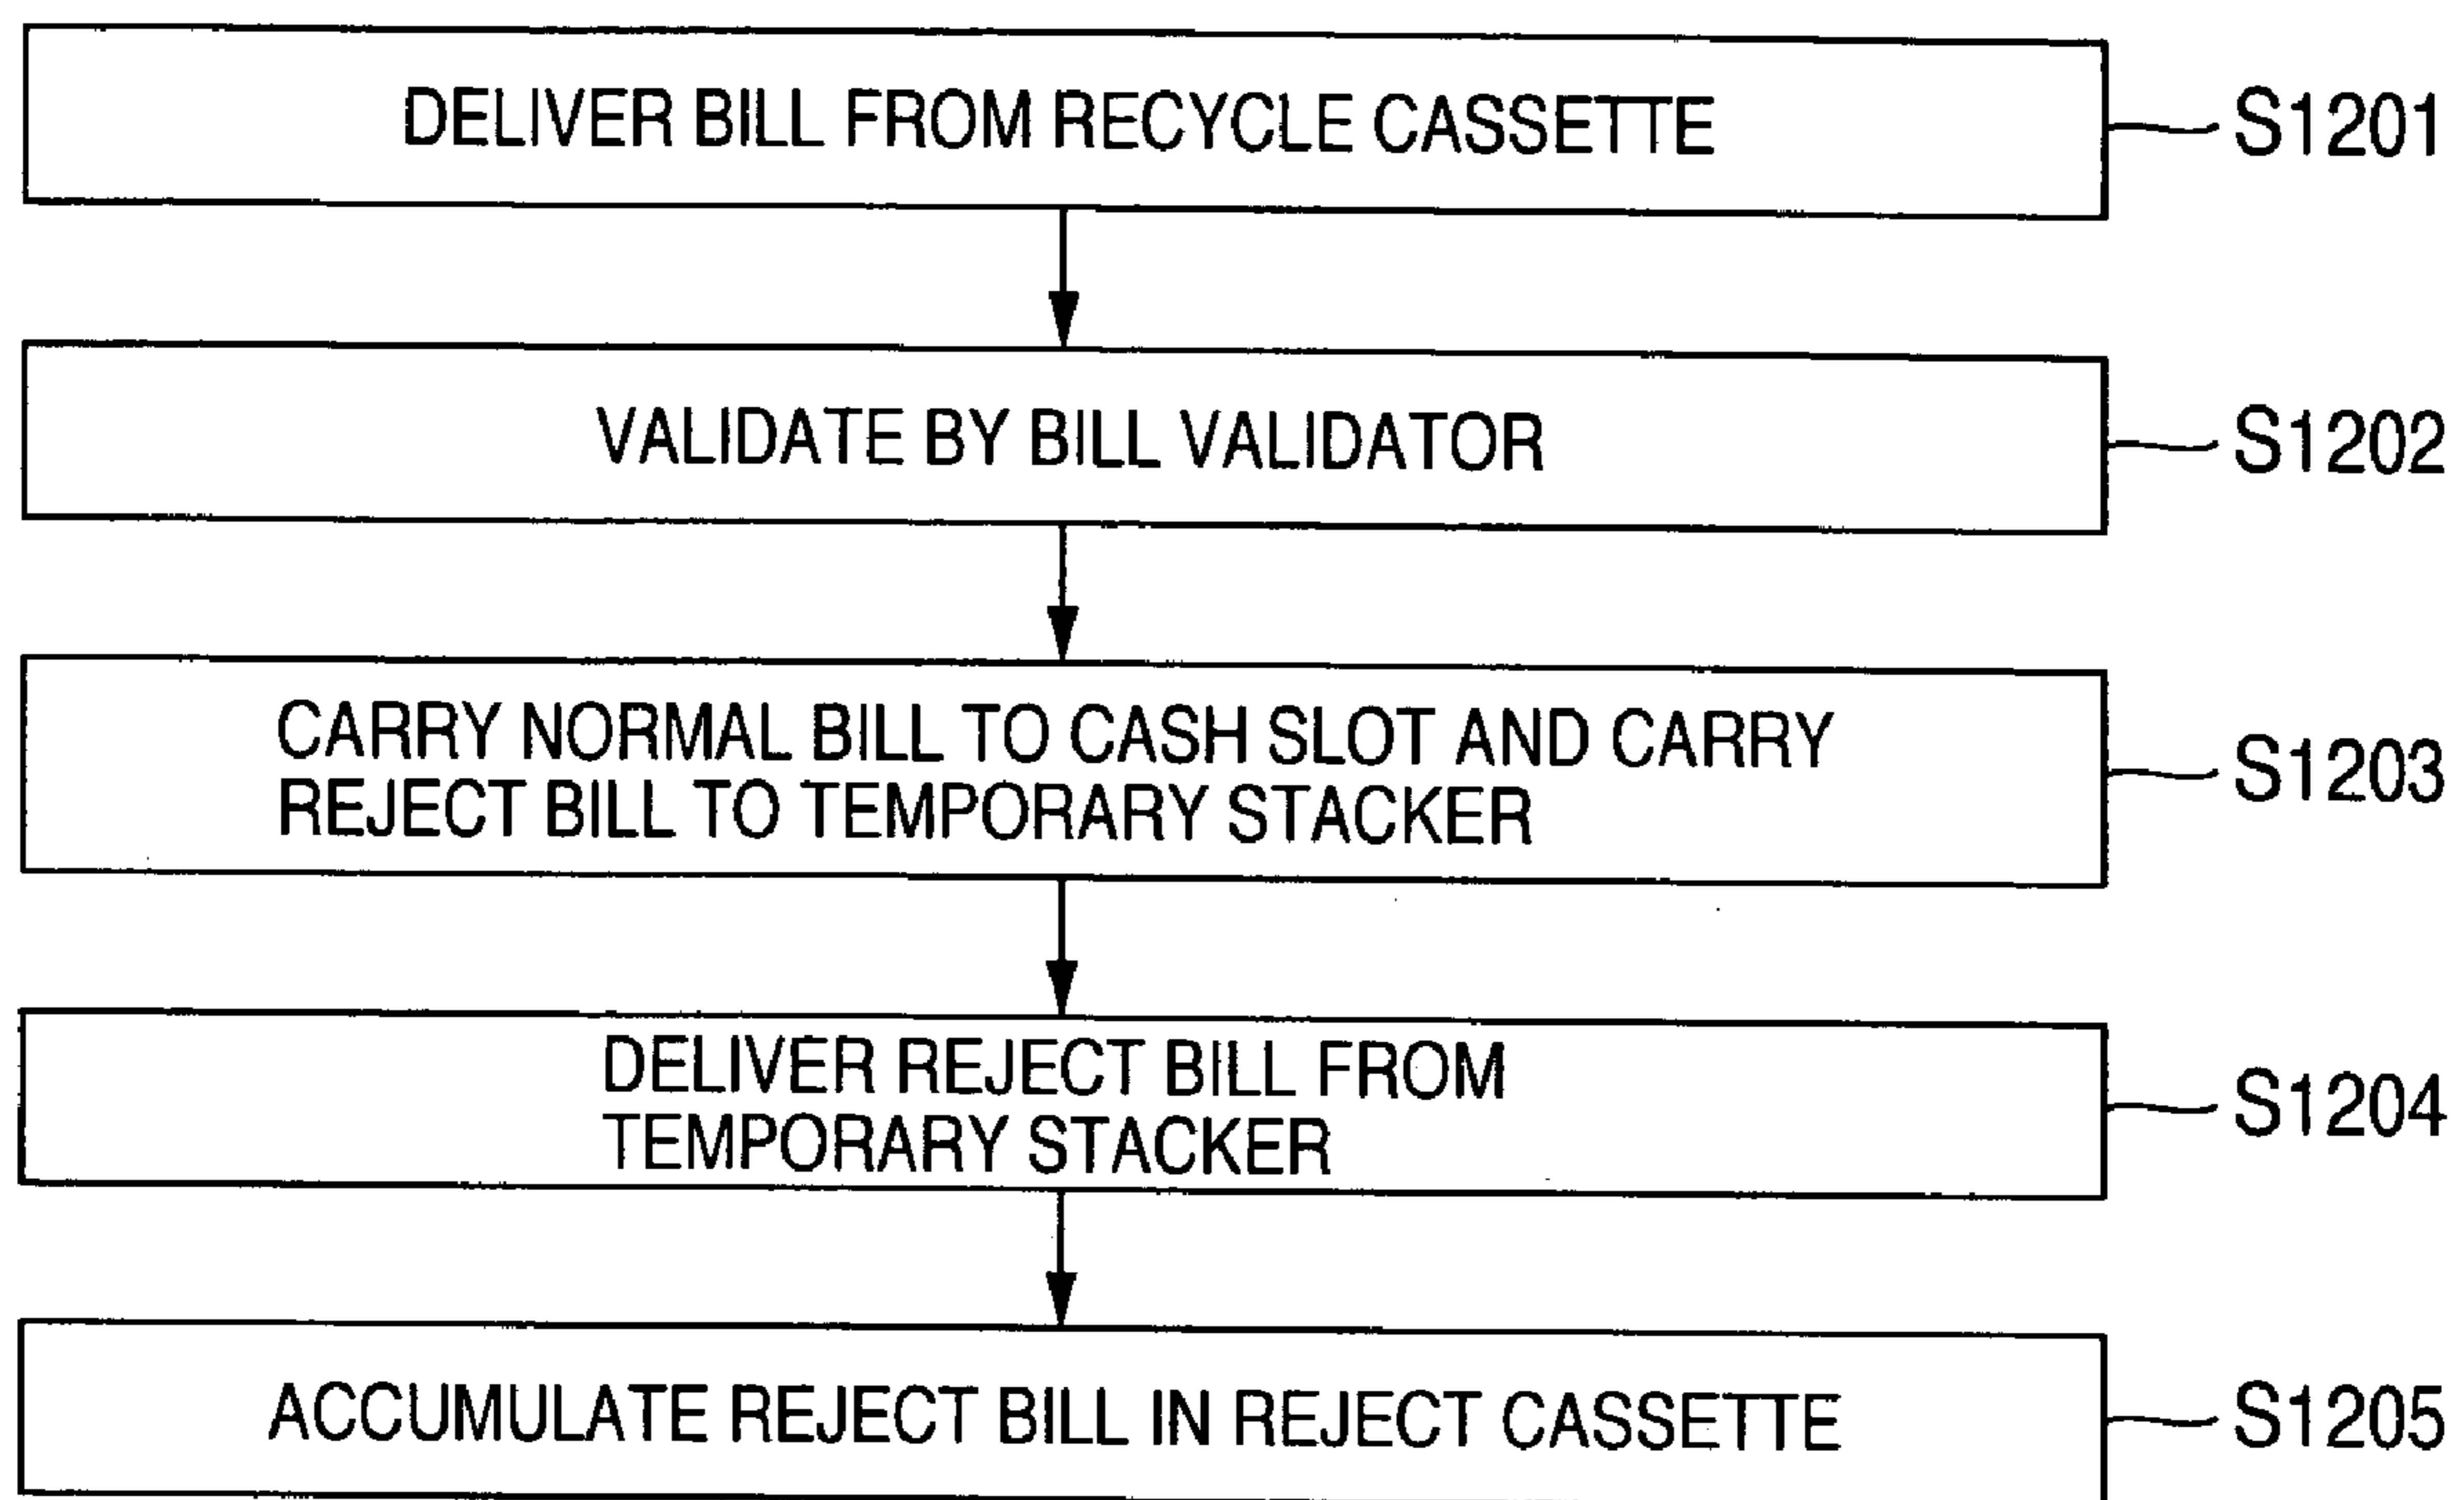 DELIVER BILL FROM RECYCLE CASSETTE
S1201
VALIDATE BY BILL VALIDATOR
S1202
CARRY NORMAL BILL TO CASH SLOT AND CARRY
REJECT BILL TO TEMPORARY STACKER
S1203
DELIVER REJECT BILL FROM
TEMPORARY STACKER
S1204
ACCUMULATE REJECT BILL IN REJECT CASSETTE
S1205